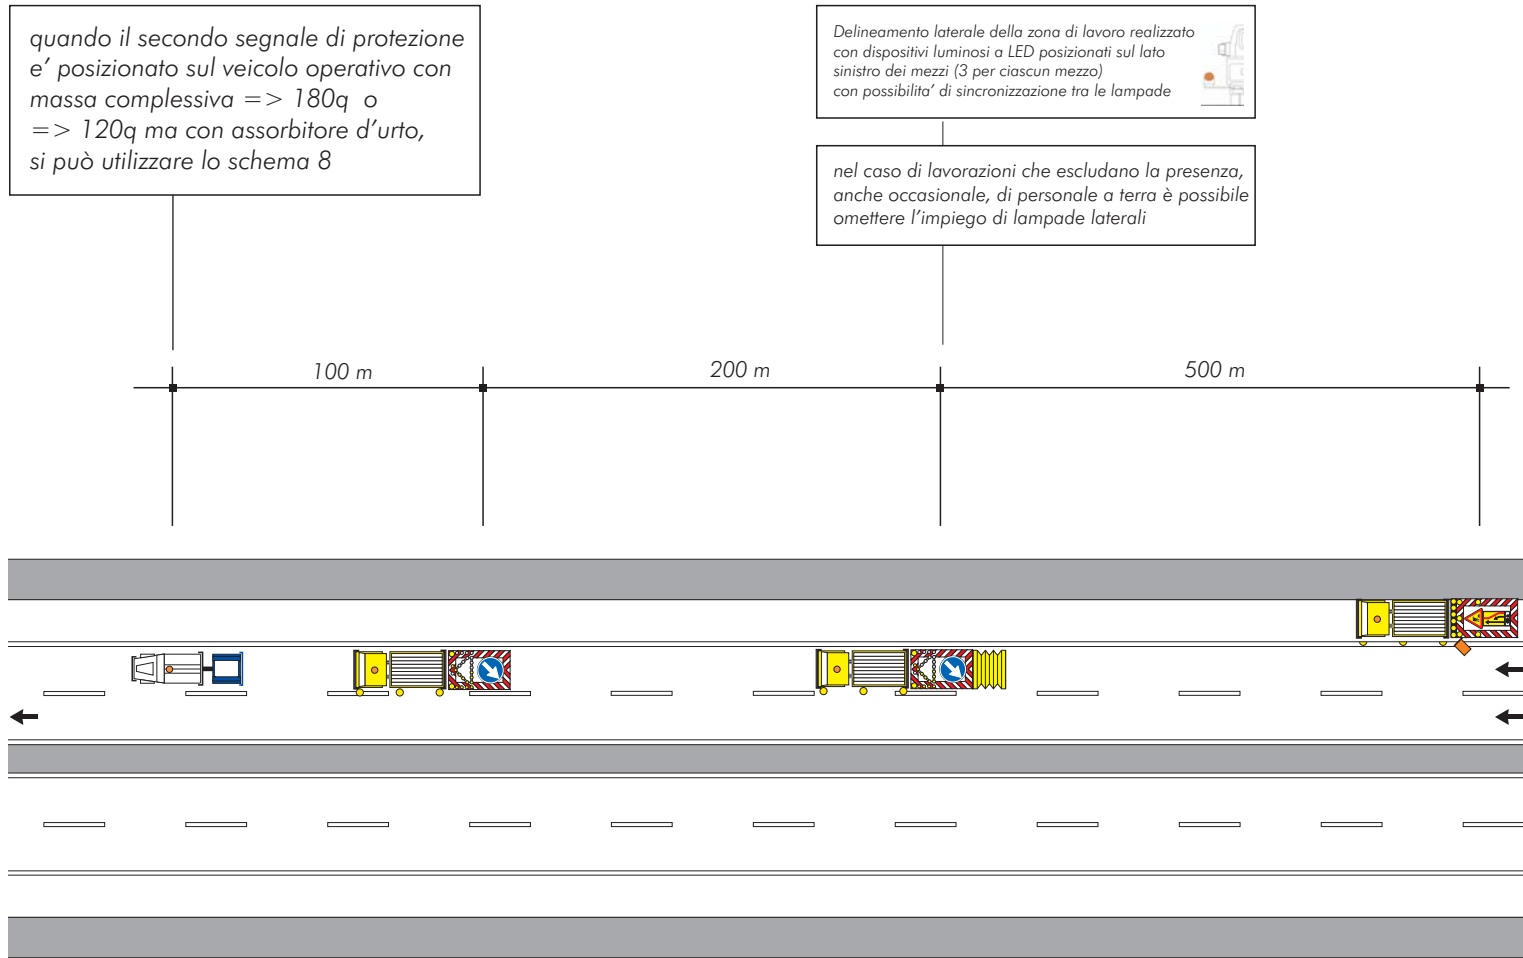 quando il secondo segnale di protezione
e' posizionato sul veicolo operativo con
massa complessiva => 180q o
=> 120q ma con assorbitore d'urto,
si può utilizzare lo schema 8
Delineamento laterale della zona di lavoro realizzato
con dispositivi luminosi a LED posizionati sul lato
sinistro dei mezzi (3 per ciascun mezzo)
con possibilita' di sincronizzazione tra le lampade
nel caso di lavorazioni che escludano la presenza,
anche occasionale, di personale a terra è possibile
omettere l'impiego di lampade laterali
100 m
200 m
500 m